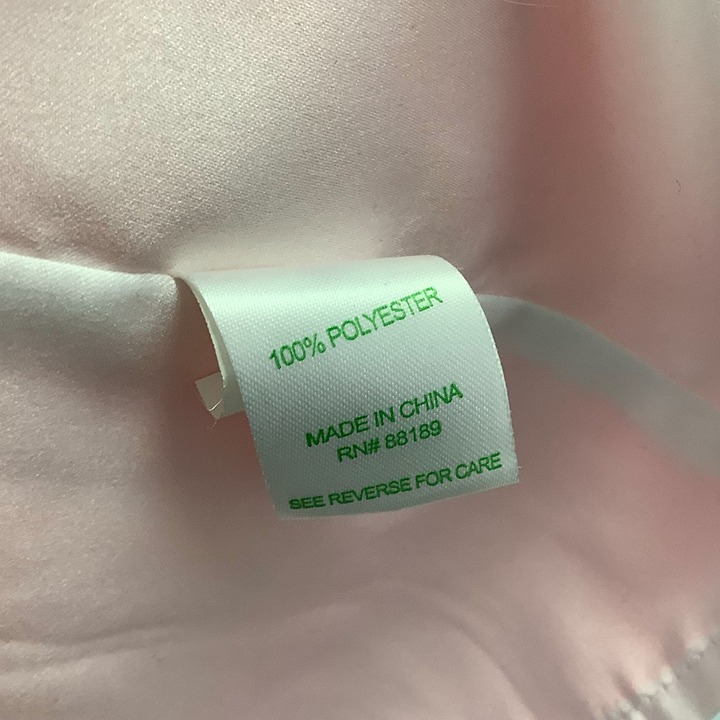 100% POLYESTER
MADE IN CHINA
RN# 88189
SEE REVERSE FOR CARE